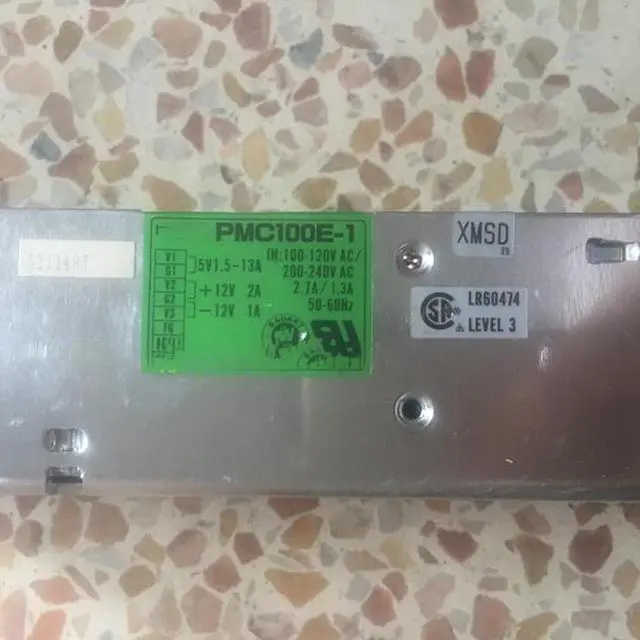 PMC100E-1
V1
G1
V2
G2
V3
FG
5V1.5-13A
+12V 2A
-12V 1A
IN:100-120V AC/
200-240V AC
2.7A/1.3A
50-60Hz
XMSD
LR60474
LEVEL 3